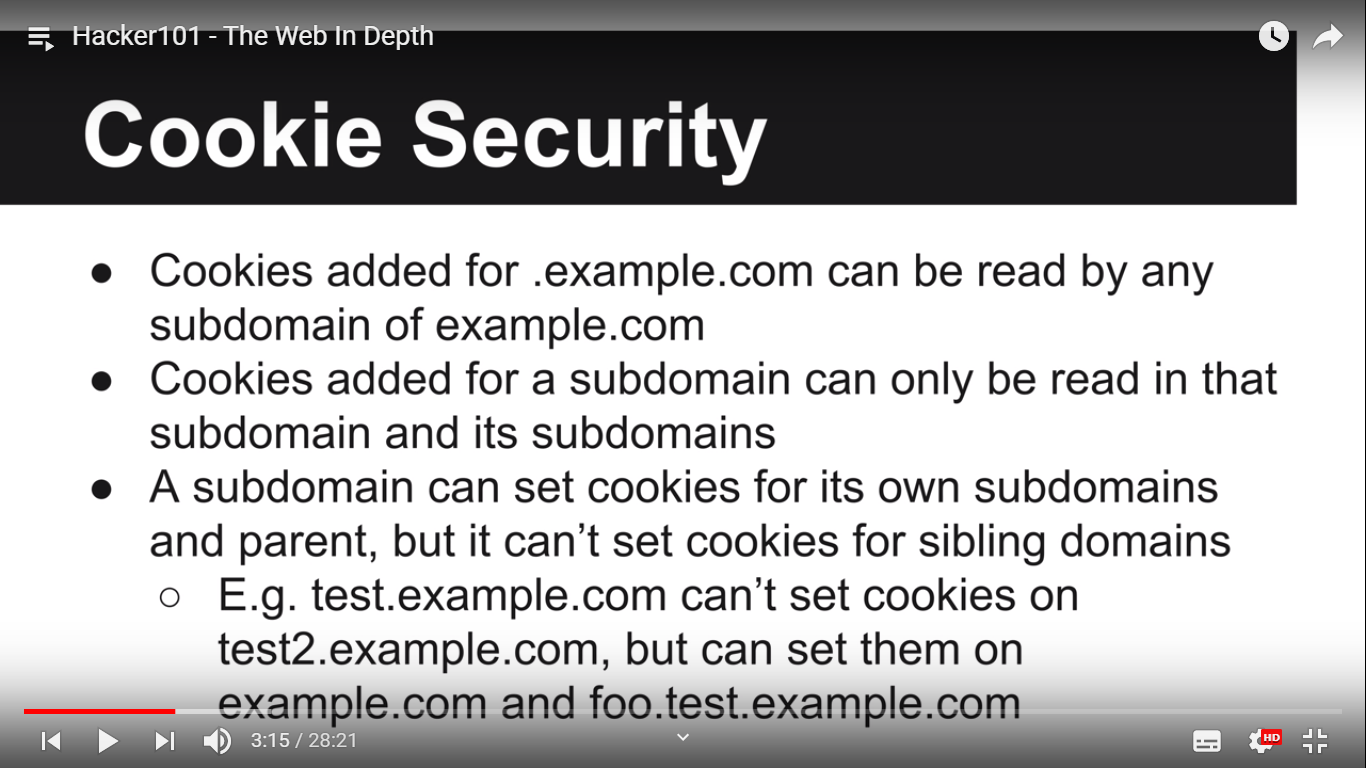 Hacker101 - The Web In Depth
Cookie Security
● Cookies added for .example.com can be read by any
subdomain of example.com
● Cookies added for a subdomain can only be read in that
subdomain and its subdomains
● A subdomain can set cookies for its own subdomains
and parent, but it can’t set cookies for sibling domains
○ E.g. test.example.com can’t set cookies on
test2.example.com, but can set them on
example.com and foo.test.example.com
3:15 / 28:21
HD